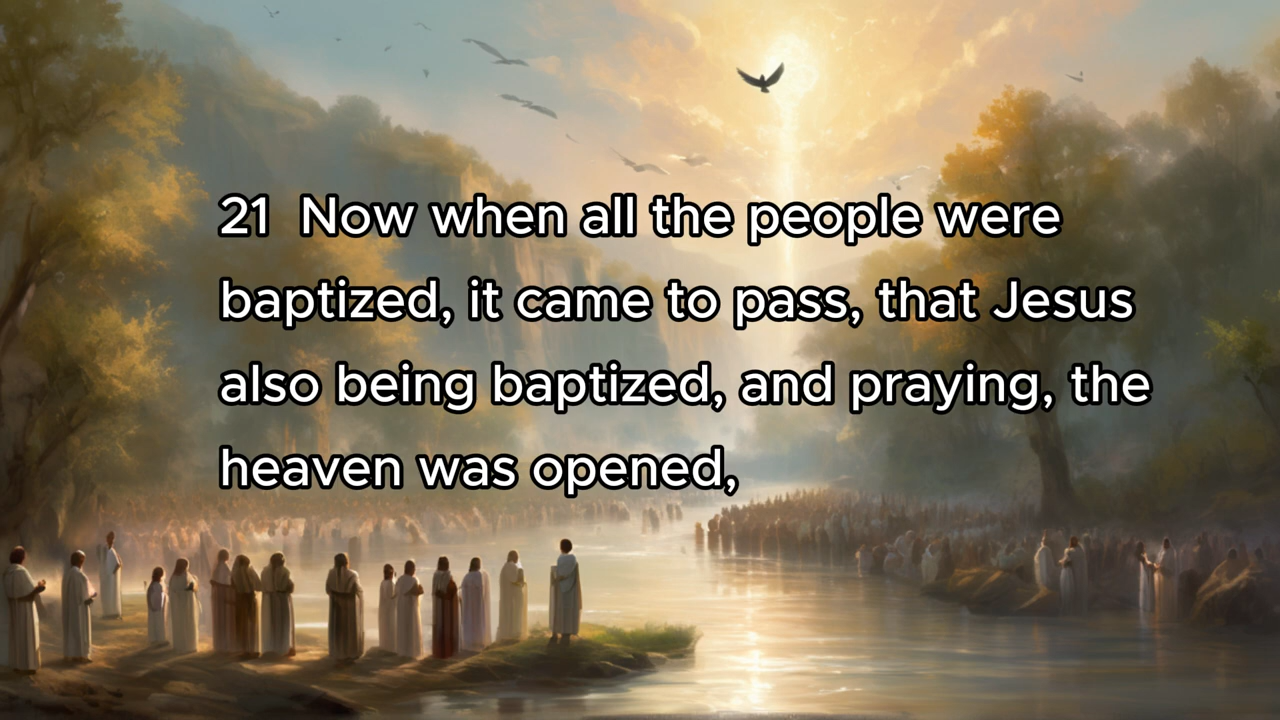 21  Now when all the people were
baptized, it came to pass, that Jesus
also being baptized, and praying, the
heaven was opened,